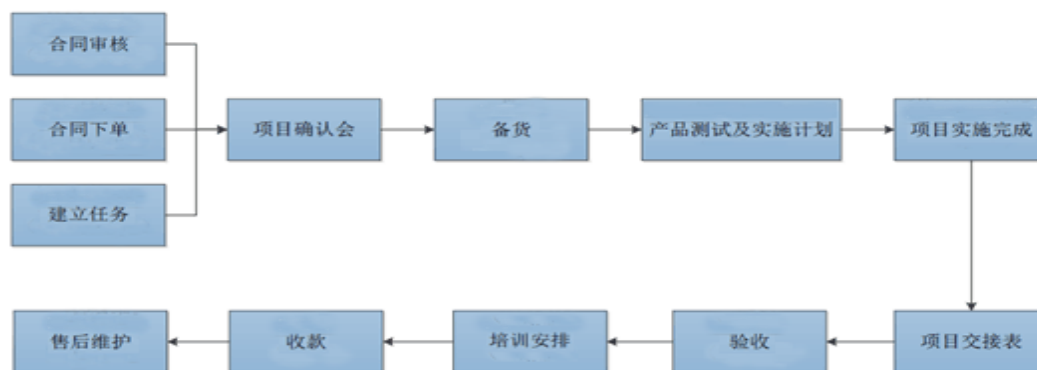 合同审核
合同下单
建立任务
项目确认会
备货
产品测试及实施计划
项目实施完成
项目交接表
验收
培训安排
收款
售后维护